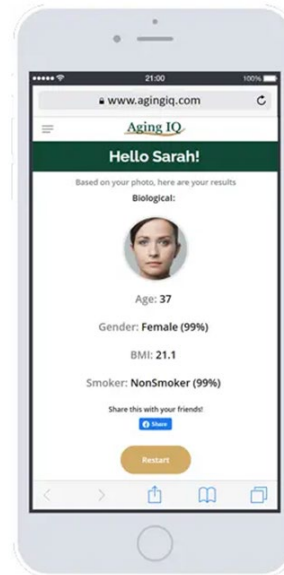 21:00
100%
www.agingiq.com
Aging IQ
Hello Sarah!
Based on your photo, here are your results
Biological:
Age: 37
Gender: Female (99%)
BMI: 21.1
Smoker: NonSmoker (99%)
Share this with your friends!
Share
Restart